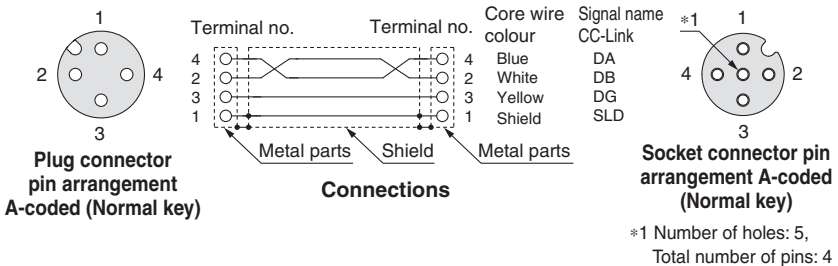 1
2
4
3
Plug connector
pin arrangement
A-coded (Normal key)
Terminal no.
Terminal no.
Core wire
colour
Signal name
CC-Link
4
4
Blue
DA
2
2
White
DB
3
3
Yellow
DG
1
1
Shield
SLD
Metal parts
Shield
Metal parts
Connections
*1
1
4
2
3
Socket connector pin
arrangement A-coded
(Normal key)
*1 Number of holes: 5,
Total number of pins: 4